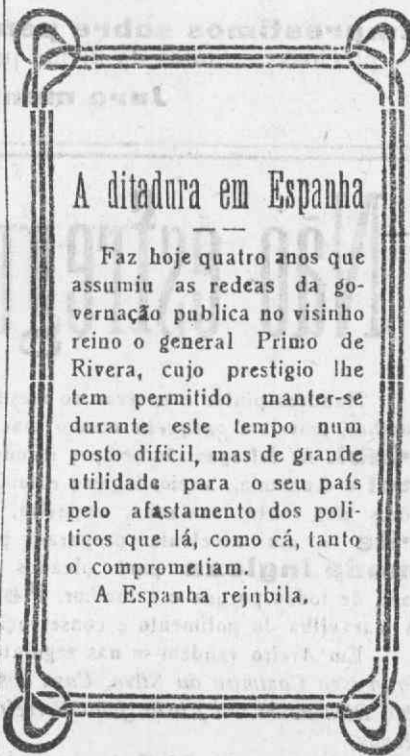 A ditadura em Espanha
Faz hoje quatro anos que
assumiu as redeas da go-
vernação publica no visinho
reino o general Primo de
Rivera, cujo prestigio lhe
tem permitido manter-se
durante este tempo num
posto dificil, mas de grande
utilidade para o seu país
pelo afastamento dos poli-
ticos que lá, como cá, tanto
o comprometiam.
A Espanha rejubila.